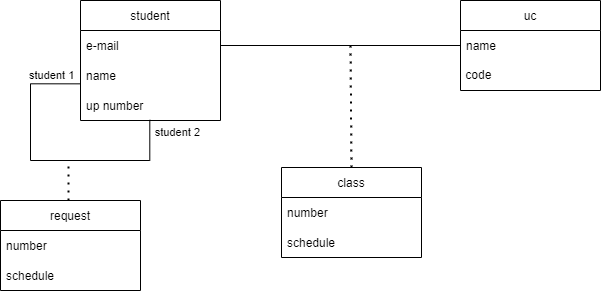 student
e-mail
name
up number
uc
name
code
student 1
student 2
class
number
schedule
request
number
schedule